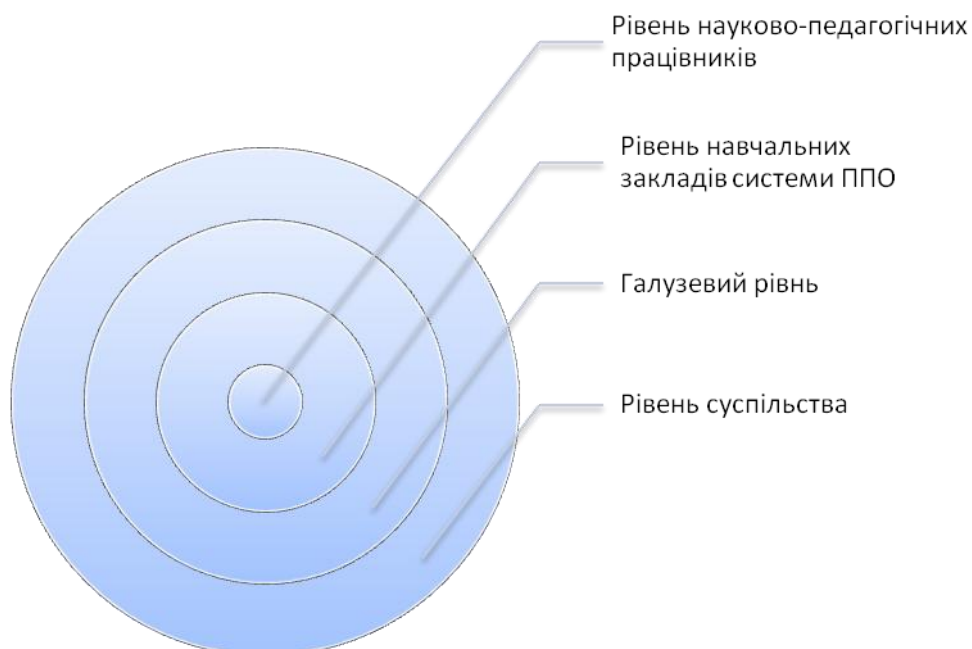 Рівень науково-педагогічних
працівників
Рівень навчальних
закладів системи ППО
Галузевий рівнь
Рівень суспільства